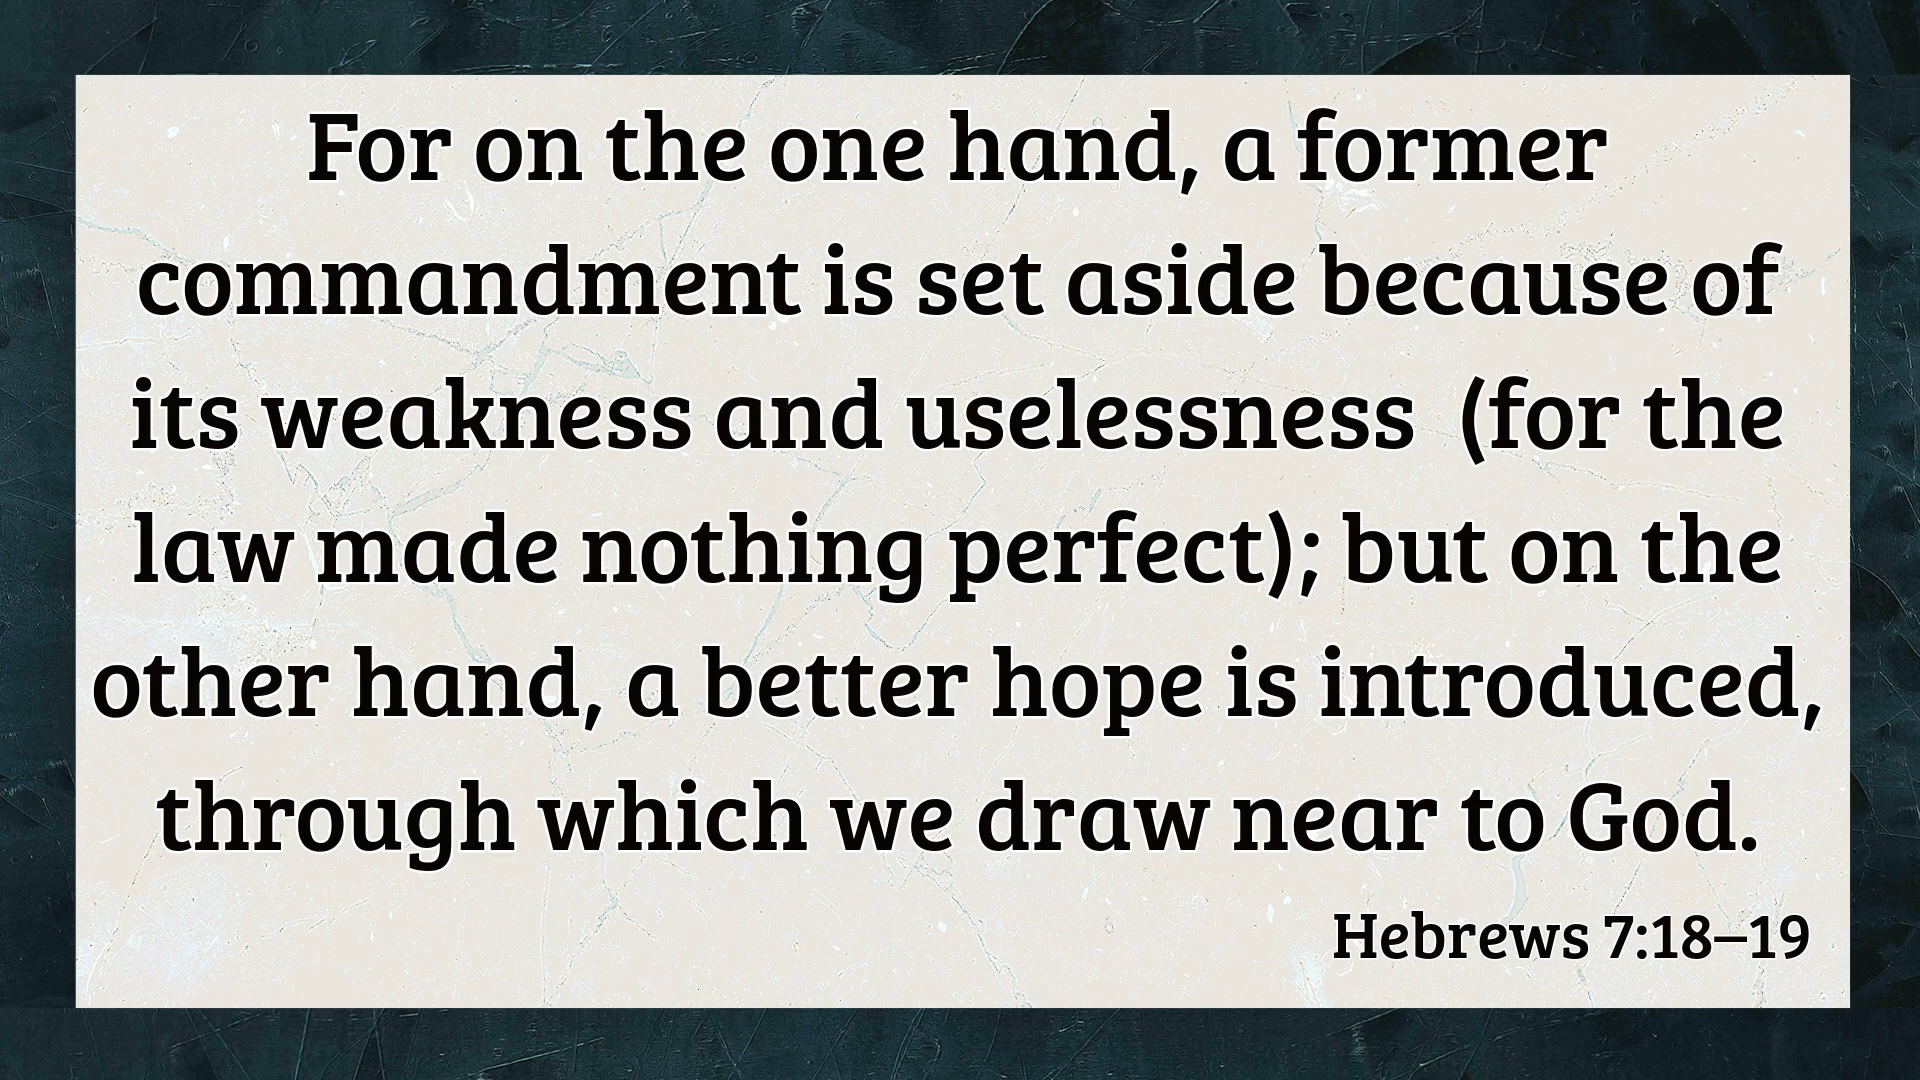 For on the one hand, a former
commandment is set aside because of
its weakness and uselessness  (for the
law made nothing perfect); but on the
other hand, a better hope is introduced,
through which we draw near to God.
Hebrews 7:18–19